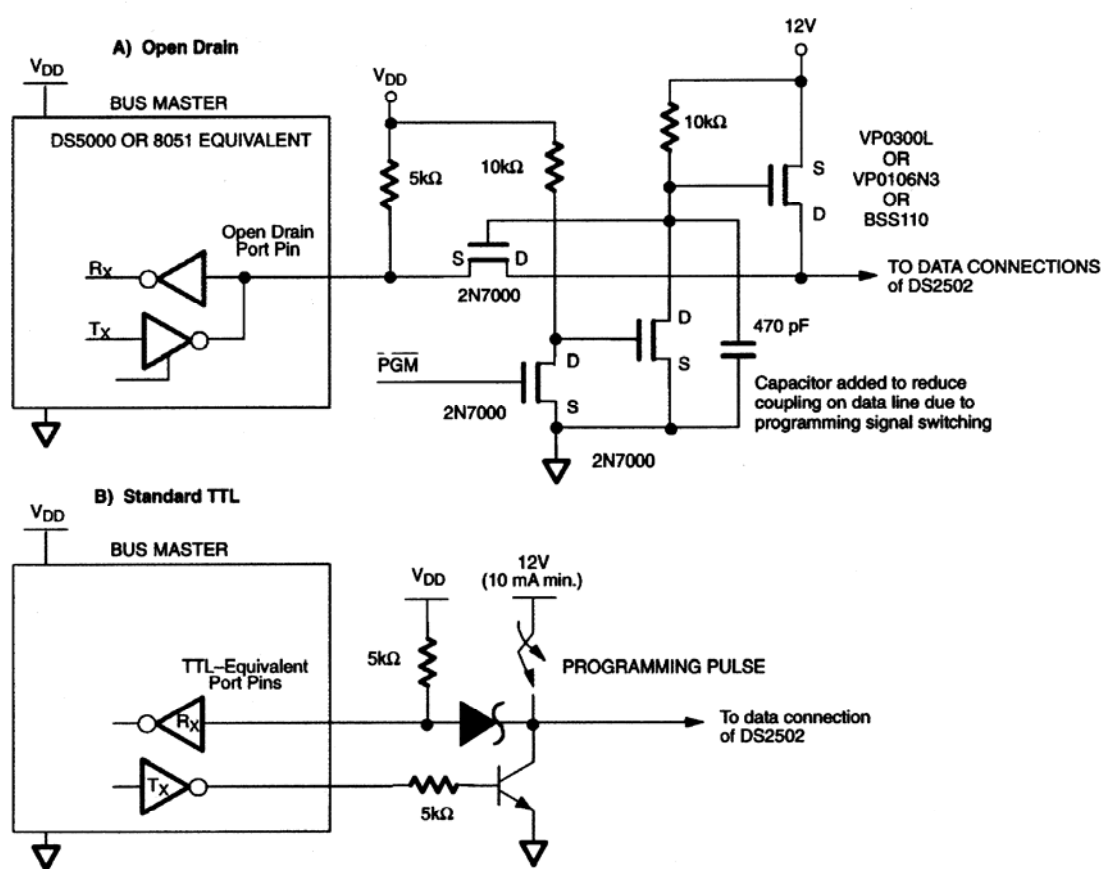 A) Open Drain
12V
VDD
VDD
BUS MASTER
DS5000 OR 8051 EQUIVALENT
10kΩ
VP0300L
OR
VP0106N3
OR
BSS110
10kΩ
5kΩ
S
D
Open Drain
Port Pin
RX
S
D
2N7000
TO DATA CONNECTIONS
of DS2502
TX
D
S
470 pF
PGM
D
S
2N7000
Capacitor added to reduce
coupling on data line due to
programming signal switching
2N7000
B) Standard TTL
VDD
BUS MASTER
VDD
12V
(10 mA min.)
5kΩ
PROGRAMMING PULSE
TTL–Equivalent
Port Pins
RX
To data connection
of DS2502
TX
5kΩ